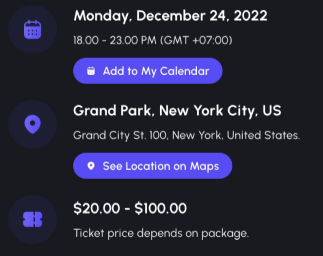 Monday, December 24, 2022
18.00 - 23.00 PM (GMT +07:00)
Add to My Calendar
Grand Park, New York City, US
Grand City St. 100, New York, United States.
See Location on Maps
$20.00 - $100.00
Ticket price depends on package.